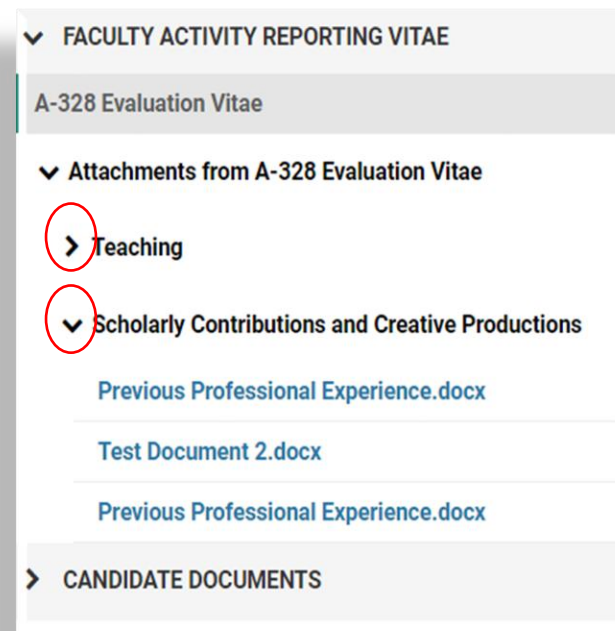 FACULTY ACTIVITY REPORTING VITAE
A-328 Evaluation Vitae
Attachments from A-328 Evaluation Vitae
Teaching
Scholarly Contributions and Creative Productions
Previous Professional Experience.docx
Test Document 2.docx
Previous Professional Experience.docx
CANDIDATE DOCUMENTS